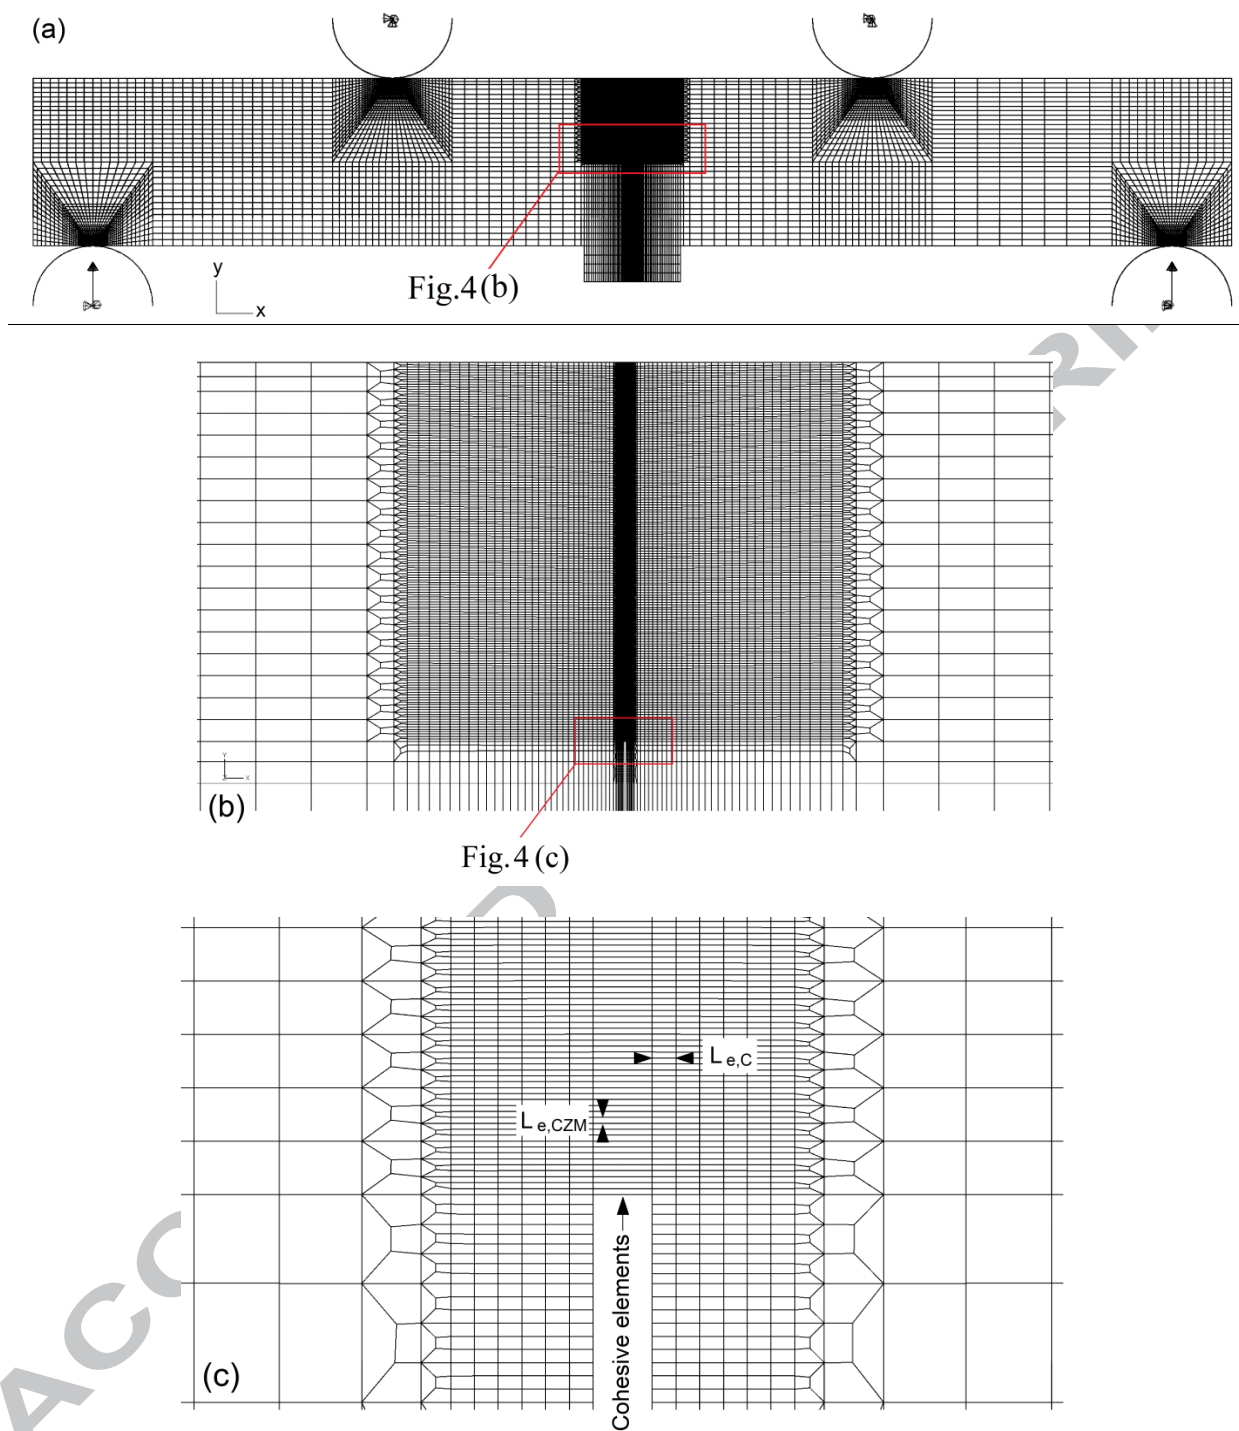 (a)
Fig.4 (b)
y
x
Y
Z
X
(b)
Fig.4 (c)
L e,C
L e,CZM
Cohesive elements
(c)